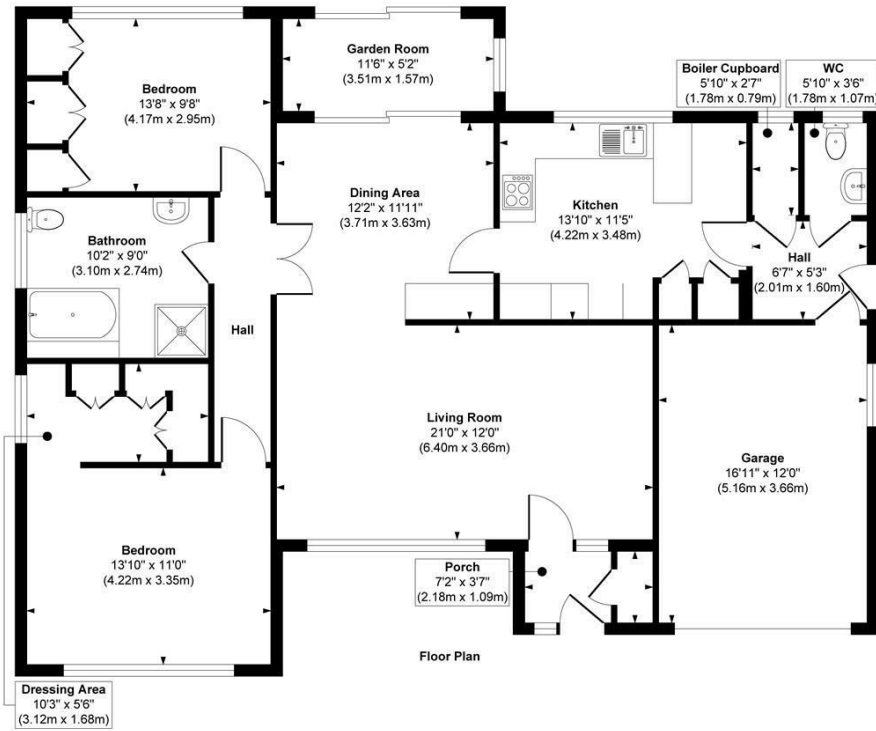 Garden Room
11'6" x 5'2"
(3.51m x 1.57m)
Boiler Cupboard
5'10" x 2'7"
(1.78m x 0.79m)
WC
5'10" x 3'6"
(1.78m x 1.07m)
Bedroom
13'8" x 9'8"
(4.17m x 2.95m)
Dining Area
12'2" x 11'11"
(3.71m x 3.63m)
Kitchen
13'10" x 11'5"
(4.22m x 3.48m)
Bathroom
10'2" x 9'0"
(3.10m x 2.74m)
Hall
6'7" x 5'3"
(2.01m x 1.60m)
Hall
Living Room
21'0" x 12'0"
(6.40m x 3.66m)
Garage
16'11" x 12'0"
(5.16m x 3.66m)
Bedroom
13'10" x 11'0"
(4.22m x 3.35m)
Porch
7'2" x 3'7"
(2.18m x 1.09m)
Floor Plan
Dressing Area
10'3" x 5'6"
(3.12m x 1.68m)